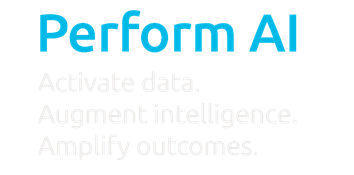 Perform AI
Activate data.
Augment intelligence.
Amplify outcomes.